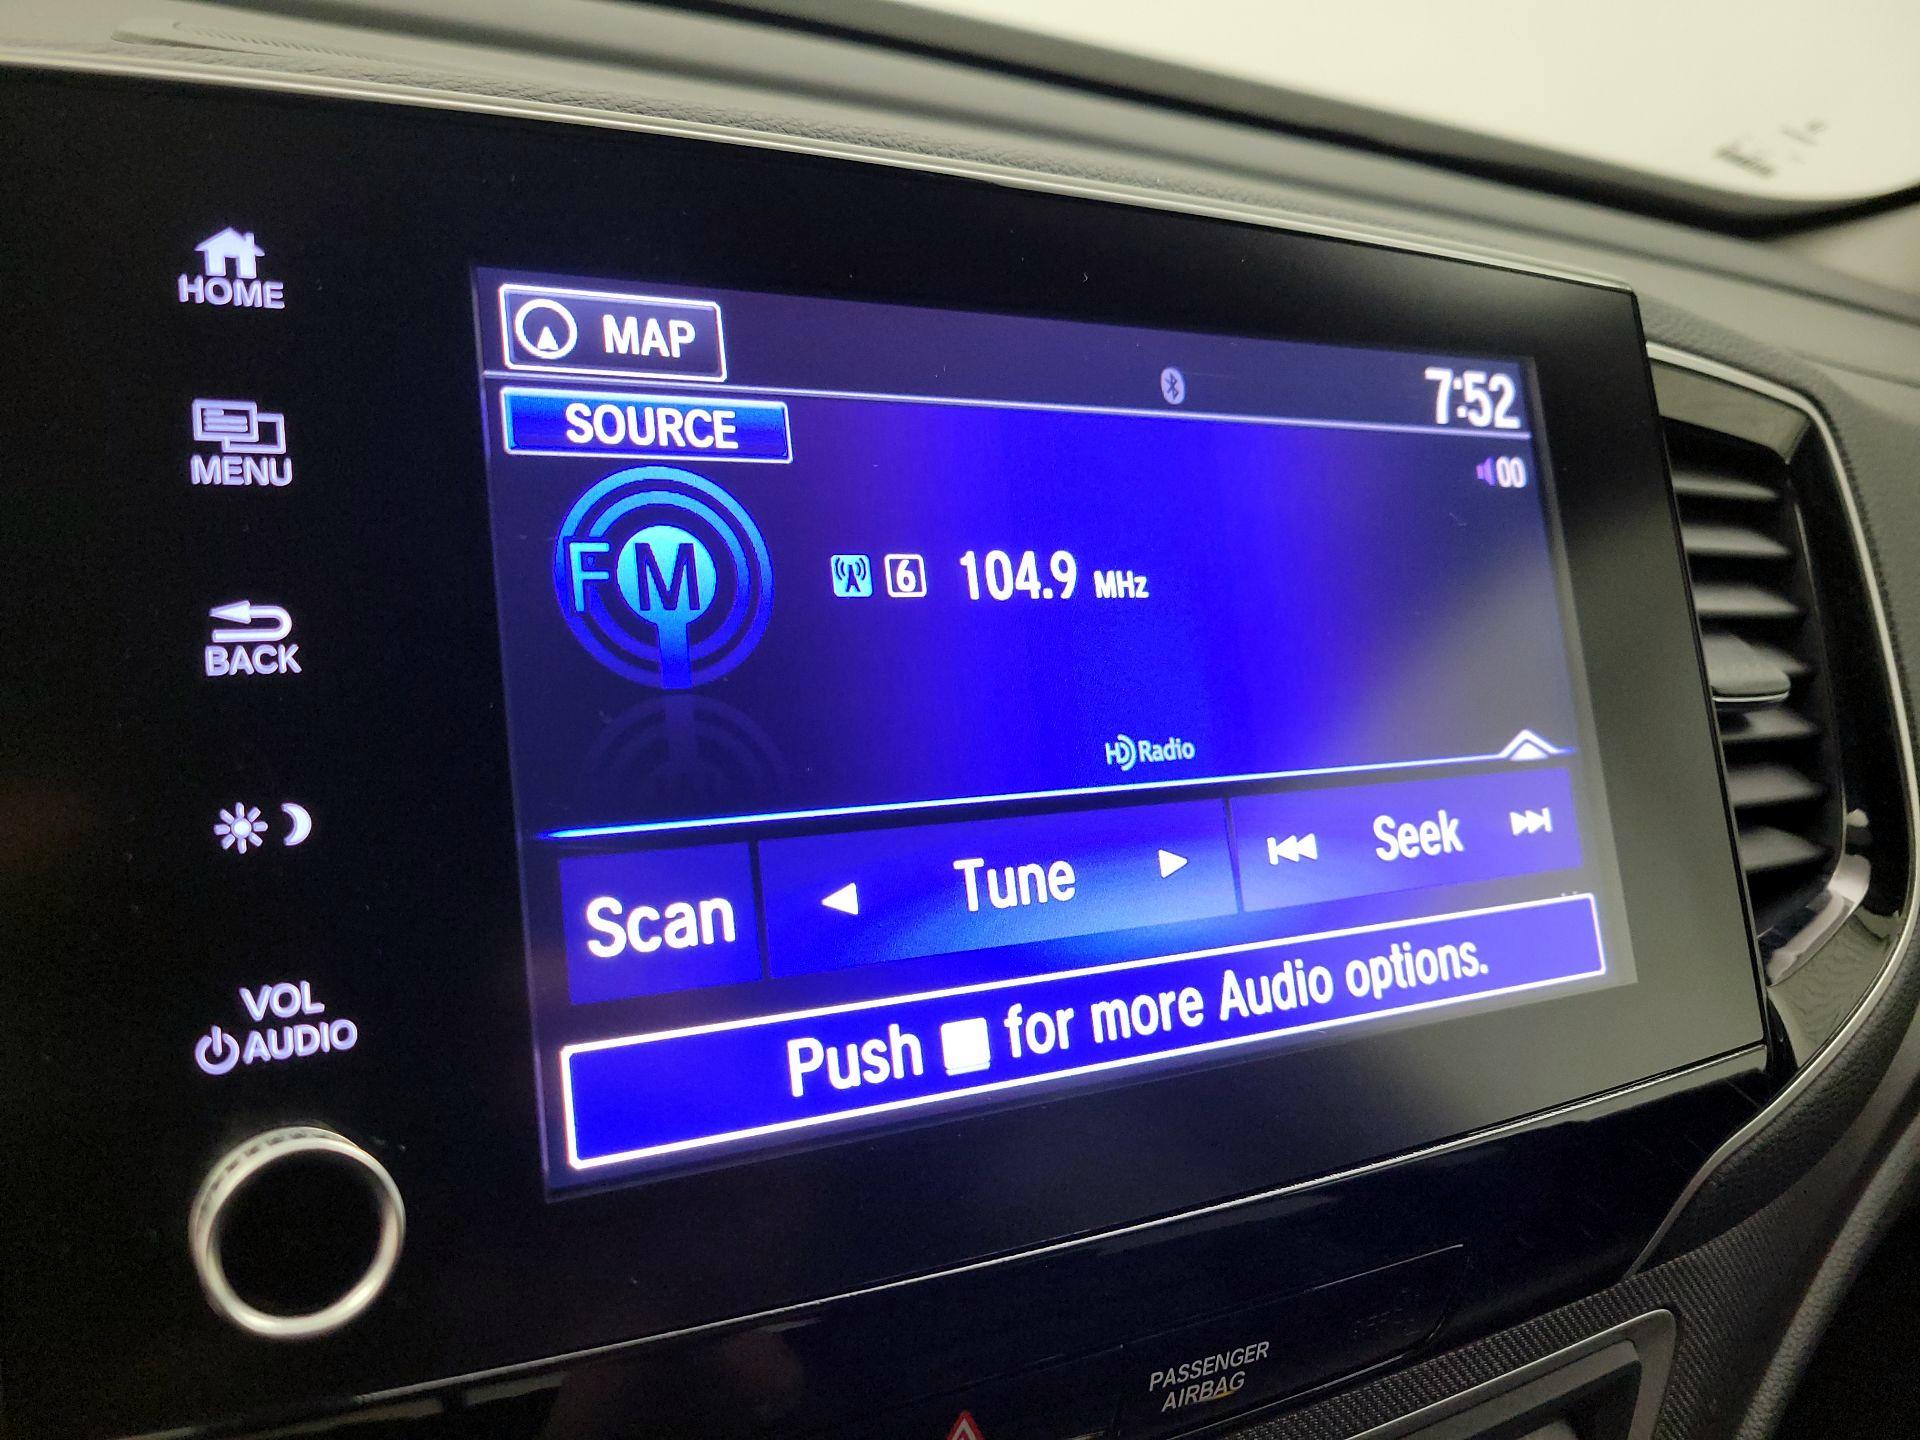 HOME
MENU
BACK
VOL
AUDIO
MAP
7:52
SOURCE
00
FM
6 104.9 MHz
HD Radio
Scan
Tune
Seek
Push for more Audio options.
PASSENGER
AIRBAG